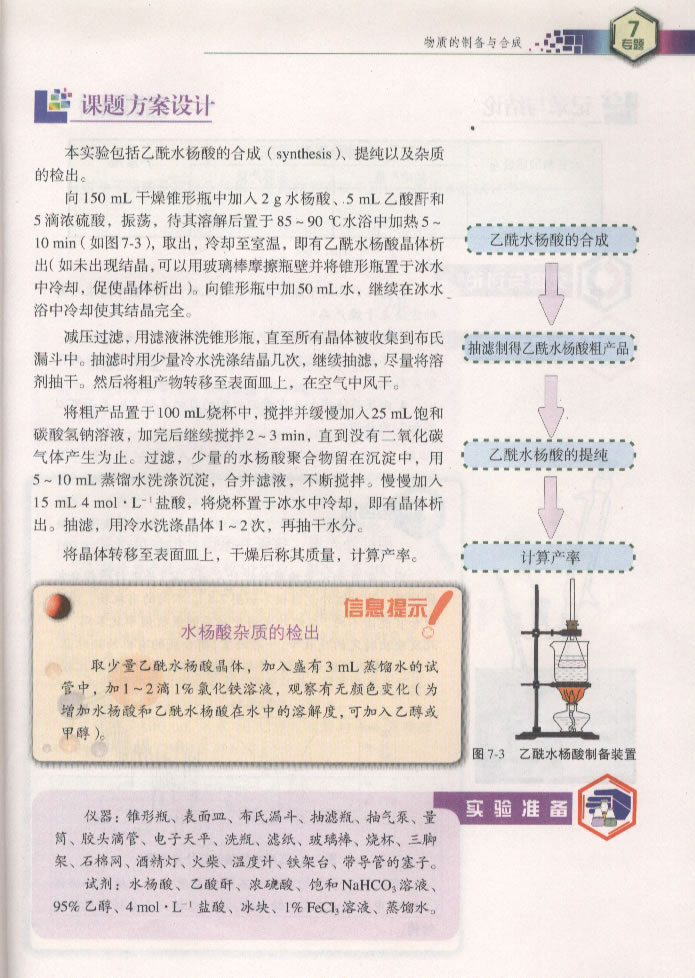 物质的制备与合成
7
专题
课题方案设计
本实验包括乙酰水杨酸的合成(synthesis)、提纯以及杂质
的检出。
向150 mL干燥锥形瓶中加入2 g水杨酸、5 mL乙酸酐和
5滴浓硫酸，振荡，待其溶解后置于85~90 ℃水浴中加热5~
10 min(如图7-3)，取出，冷却至室温，即有乙酰水杨酸晶体析
出(如未出现结晶，可以用玻璃棒摩擦瓶壁并将锥形瓶置于冰水
中冷却，促使晶体析出)。向锥形瓶中加50 mL水，继续在冰水
浴中冷却使其结晶完全。
减压过滤，用滤液淋洗锥形瓶，直至所有晶体被收集到布氏
漏斗中。抽滤时用少量冷水洗涤结晶几次，继续抽滤，尽量将溶
剂抽干。然后将粗产物转移至表面皿上，在空气中风干。
将粗产品置于100 mL烧杯中，搅拌并缓慢加入25 mL饱和
碳酸氢钠溶液，加完后继续搅拌2~3 min，直到没有二氧化碳
气体产生为止。过滤，少量的水杨酸聚合物留在沉淀中，用
5~10 mL蒸馏水洗涤沉淀，合并滤液，不断搅拌。慢慢加入
15 mL 4 mol·L⁻¹盐酸，将烧杯置于冰水中冷却，即有晶体析
出。抽滤，用冷水洗涤晶体1~2次，再抽干水分。
将晶体转移至表面皿上，干燥后称其质量，计算产率。
乙酰水杨酸的合成
抽滤制得乙酰水杨酸粗产品
乙酰水杨酸的提纯
计算产率
图7-3 乙酰水杨酸制备装置
信息提示
水杨酸杂质的检出
取少量乙酰水杨酸晶体，加入盛有3 mL蒸馏水的试
管中，加1~2滴1%氯化铁溶液，观察有无颜色变化(为
增加水杨酸和乙酰水杨酸在水中的溶解度，可加入乙醇或
甲醇)。
实验准备
仪器：锥形瓶、表面皿、布氏漏斗、抽滤瓶、抽气泵、量
筒、胶头滴管、电子天平、洗瓶、滤纸、玻璃棒、烧杯、三脚
架、石棉网、酒精灯、火柴、温度计、铁架台、带导管的塞子。
试剂：水杨酸、乙酸酐、浓硫酸、饱和NaHCO₃溶液、
95%乙醇、4 mol·L⁻¹盐酸、冰块、1% FeCl₃溶液、蒸馏水。